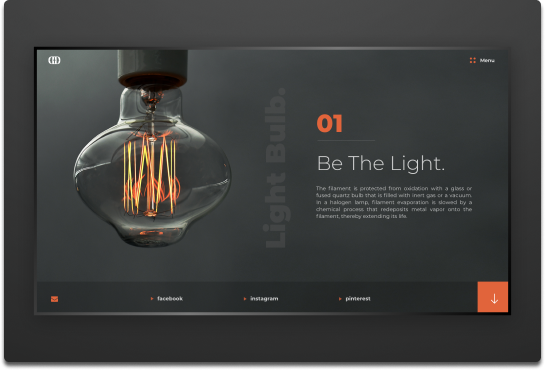 Menu
Light Bulb.
01
Be The Light.
The filament is protected from oxidation with a glass or
fused quartz bulb that is filled with inert gas or a vacuum.
In a halogen lamp, filament evaporation is slowed by a
chemical process that redeposits metal vapor onto the
filament, thereby extending its life.
facebook
instagram
pinterest